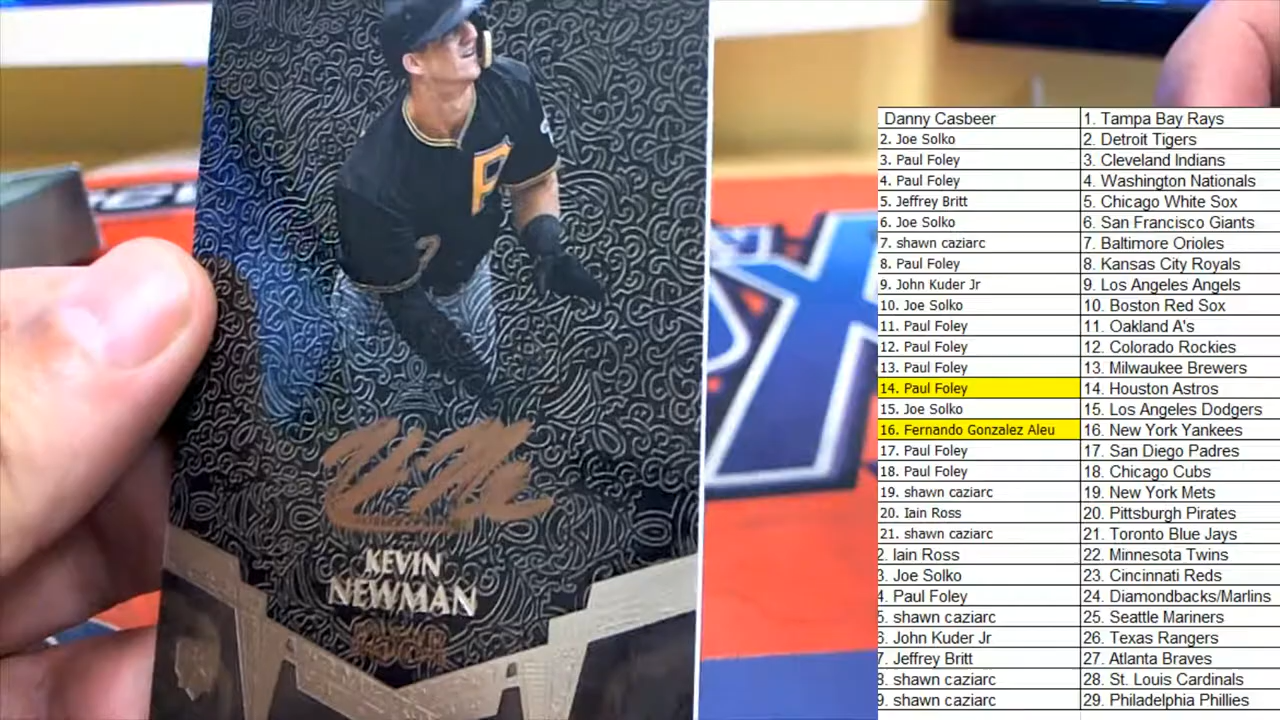 P
KEVIN
NEWMAN
Danny Casbeer 1. Tampa Bay Rays
2. Joe Solko 2. Detroit Tigers
3. Paul Foley 3. Cleveland Indians
4. Paul Foley 4. Washington Nationals
5. Jeffrey Britt 5. Chicago White Sox
6. Joe Solko 6. San Francisco Giants
7. shawn caziarc 7. Baltimore Orioles
8. Paul Foley 8. Kansas City Royals
9. John Kuder Jr 9. Los Angeles Angels
10. Joe Solko 10. Boston Red Sox
11. Paul Foley 11. Oakland A's
12. Paul Foley 12. Colorado Rockies
13. Paul Foley 13. Milwaukee Brewers
14. Paul Foley 14. Houston Astros
15. Joe Solko 15. Los Angeles Dodgers
16. Fernando Gonzalez Aleu 16. New York Yankees
17. Paul Foley 17. San Diego Padres
18. Paul Foley 18. Chicago Cubs
19. shawn caziarc 19. New York Mets
20. Iain Ross 20. Pittsburgh Pirates
21. shawn caziarc 21. Toronto Blue Jays
2. Iain Ross 22. Minnesota Twins
3. Joe Solko 23. Cincinnati Reds
4. Paul Foley 24. Diamondbacks/Marlins
5. shawn caziarc 25. Seattle Mariners
6. John Kuder Jr 26. Texas Rangers
7. Jeffrey Britt 27. Atlanta Braves
8. shawn caziarc 28. St. Louis Cardinals
9. shawn caziarc 29. Philadelphia Phillies